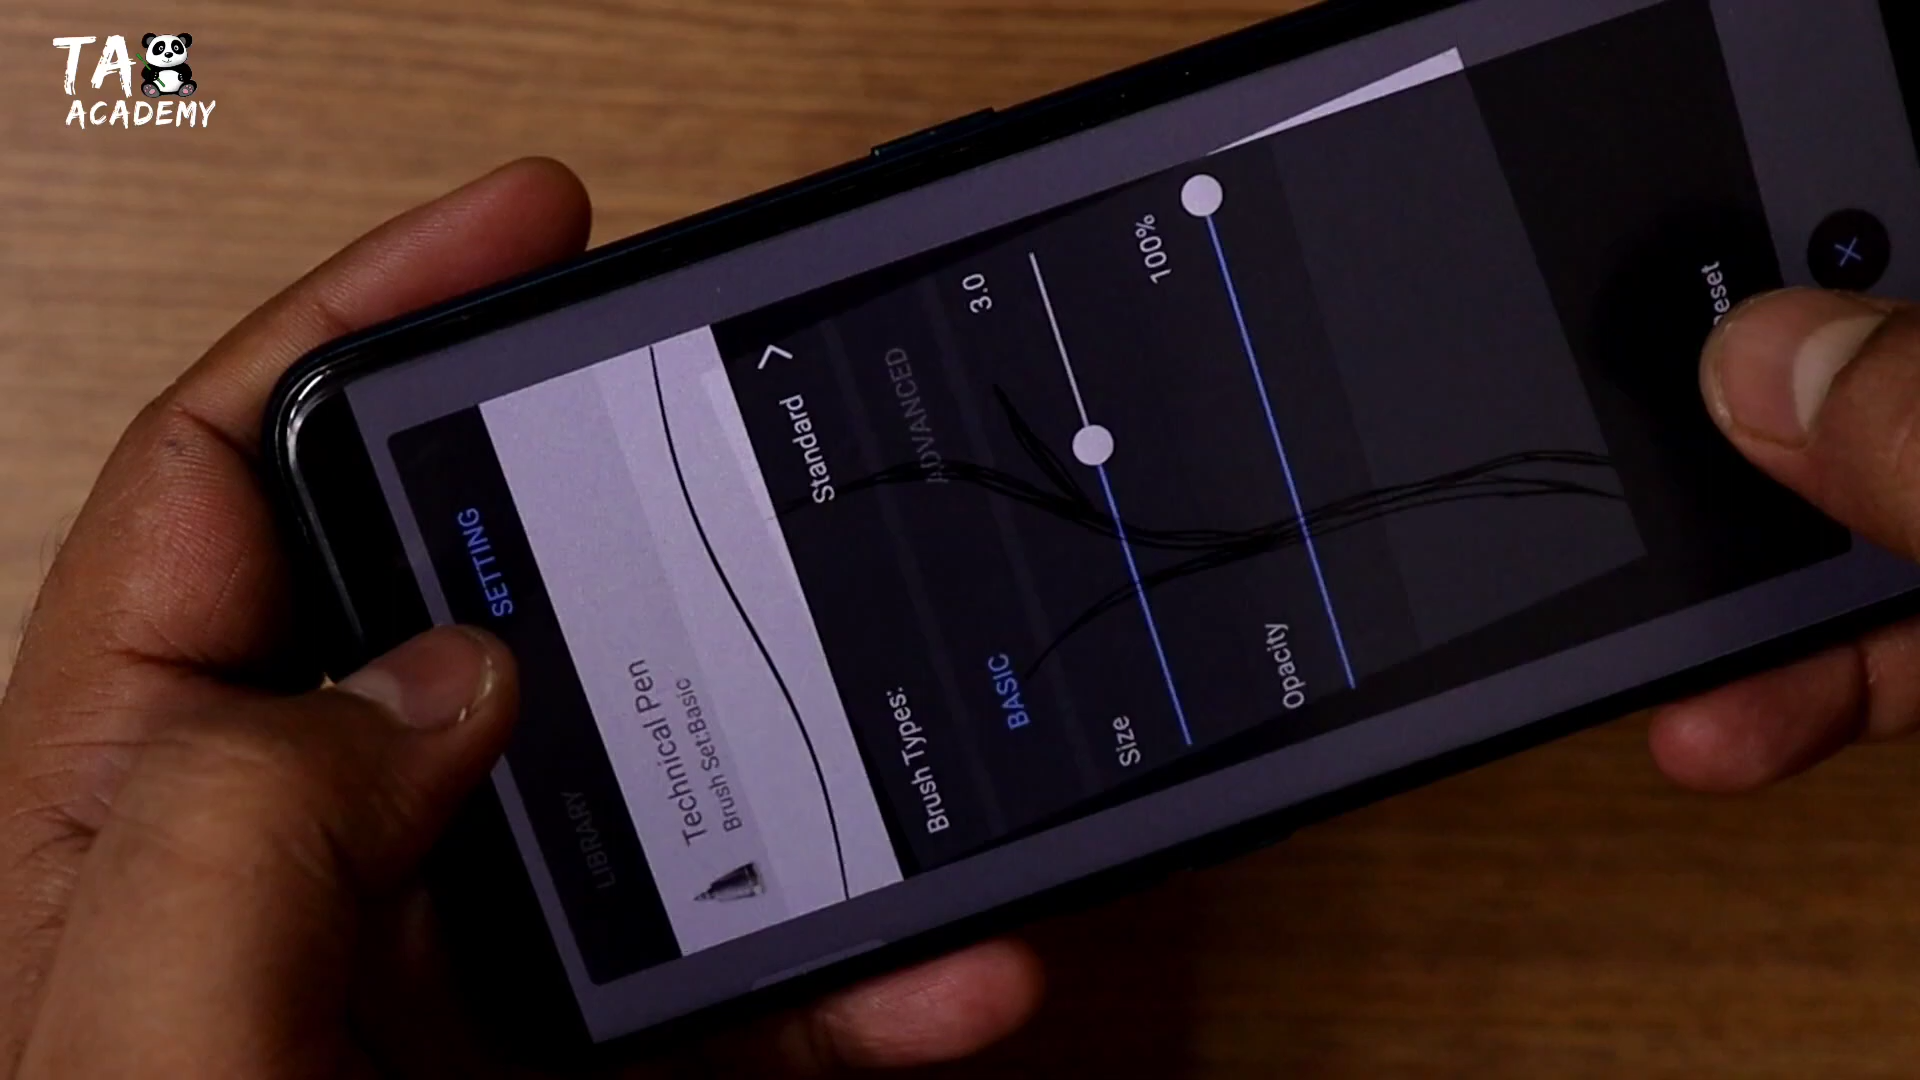 TA
ACADEMY
LIBRARY
SETTING
Technical Pen
Brush Set:Basic
Brush Types:
Standard
BASIC
ADVANCED
Size
3.0
Opacity
100%